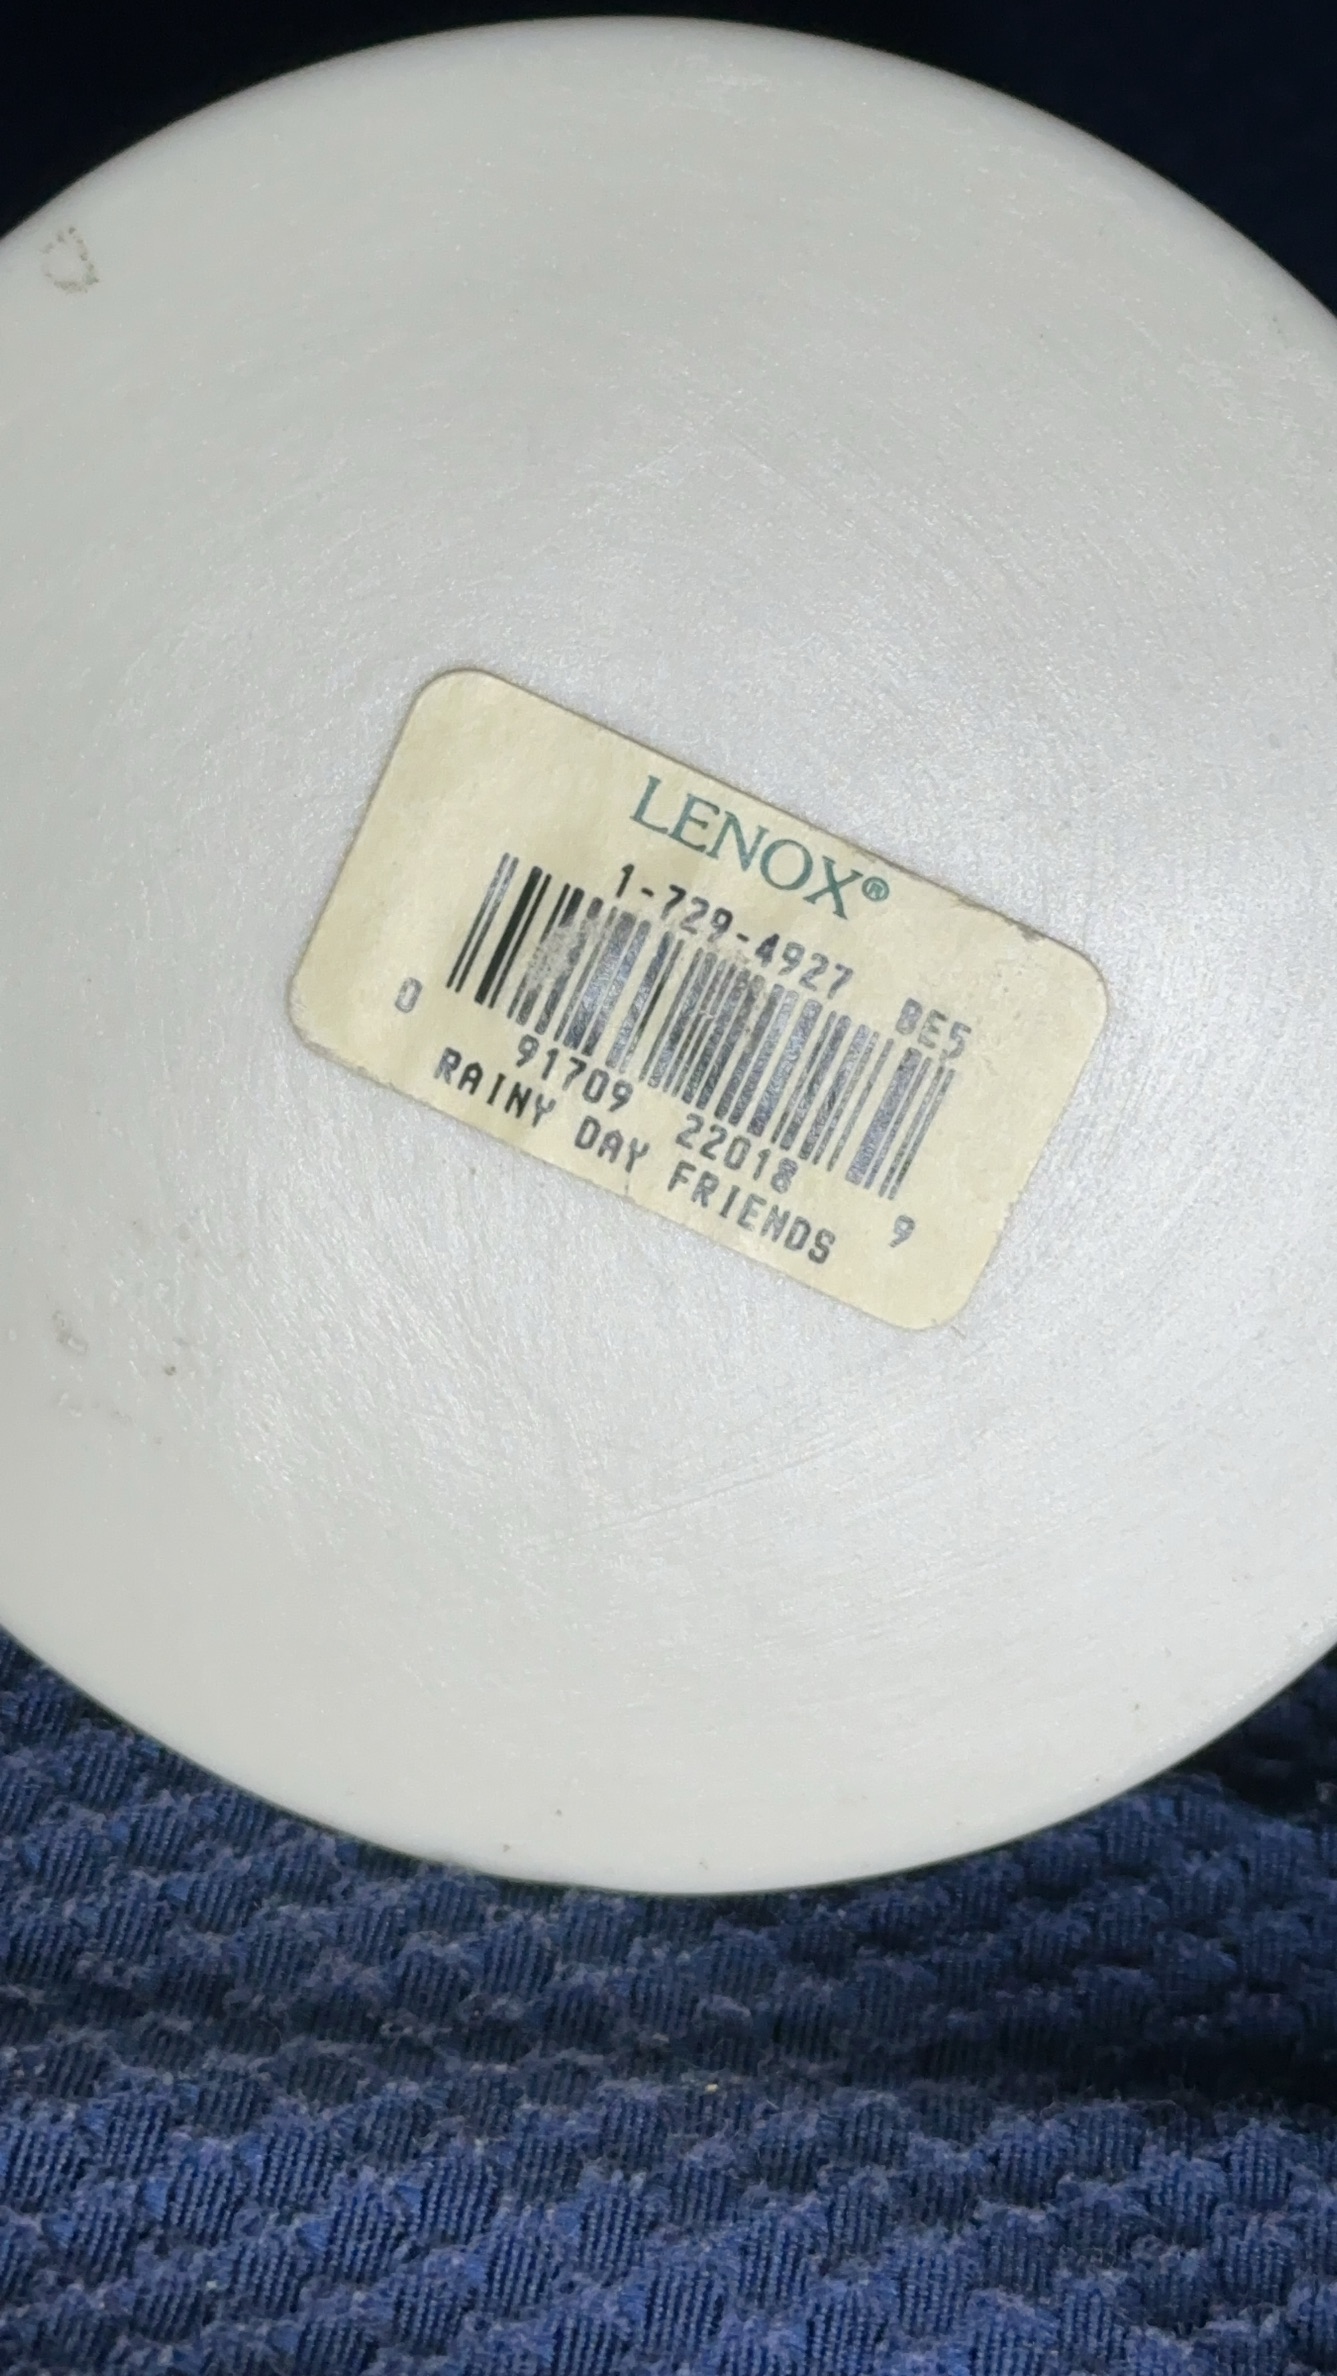 LENOX®
1-729-4927 BE5
0 91709 22018 9
RAINY DAY FRIENDS